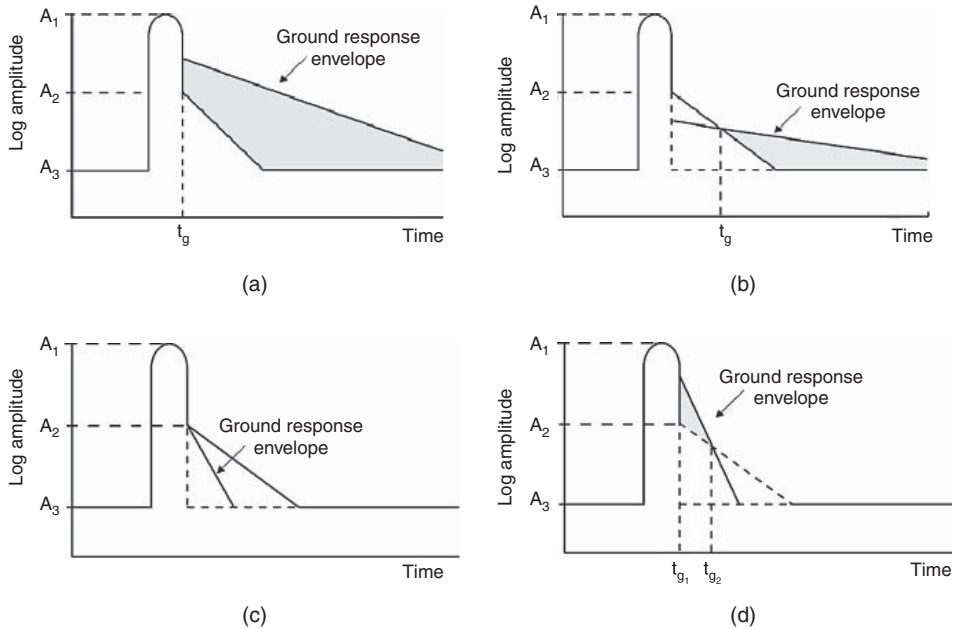 A1
Ground response
envelope
A2
A3
Log amplitude
tg
Time
(a)
A1
A2
Ground response
envelope
A3
Log amplitude
tg
Time
(b)
A1
A2
Ground response
envelope
A3
Log amplitude
Time
(c)
A1
Ground response
envelope
A2
A3
Log amplitude
tg1
tg2
Time
(d)